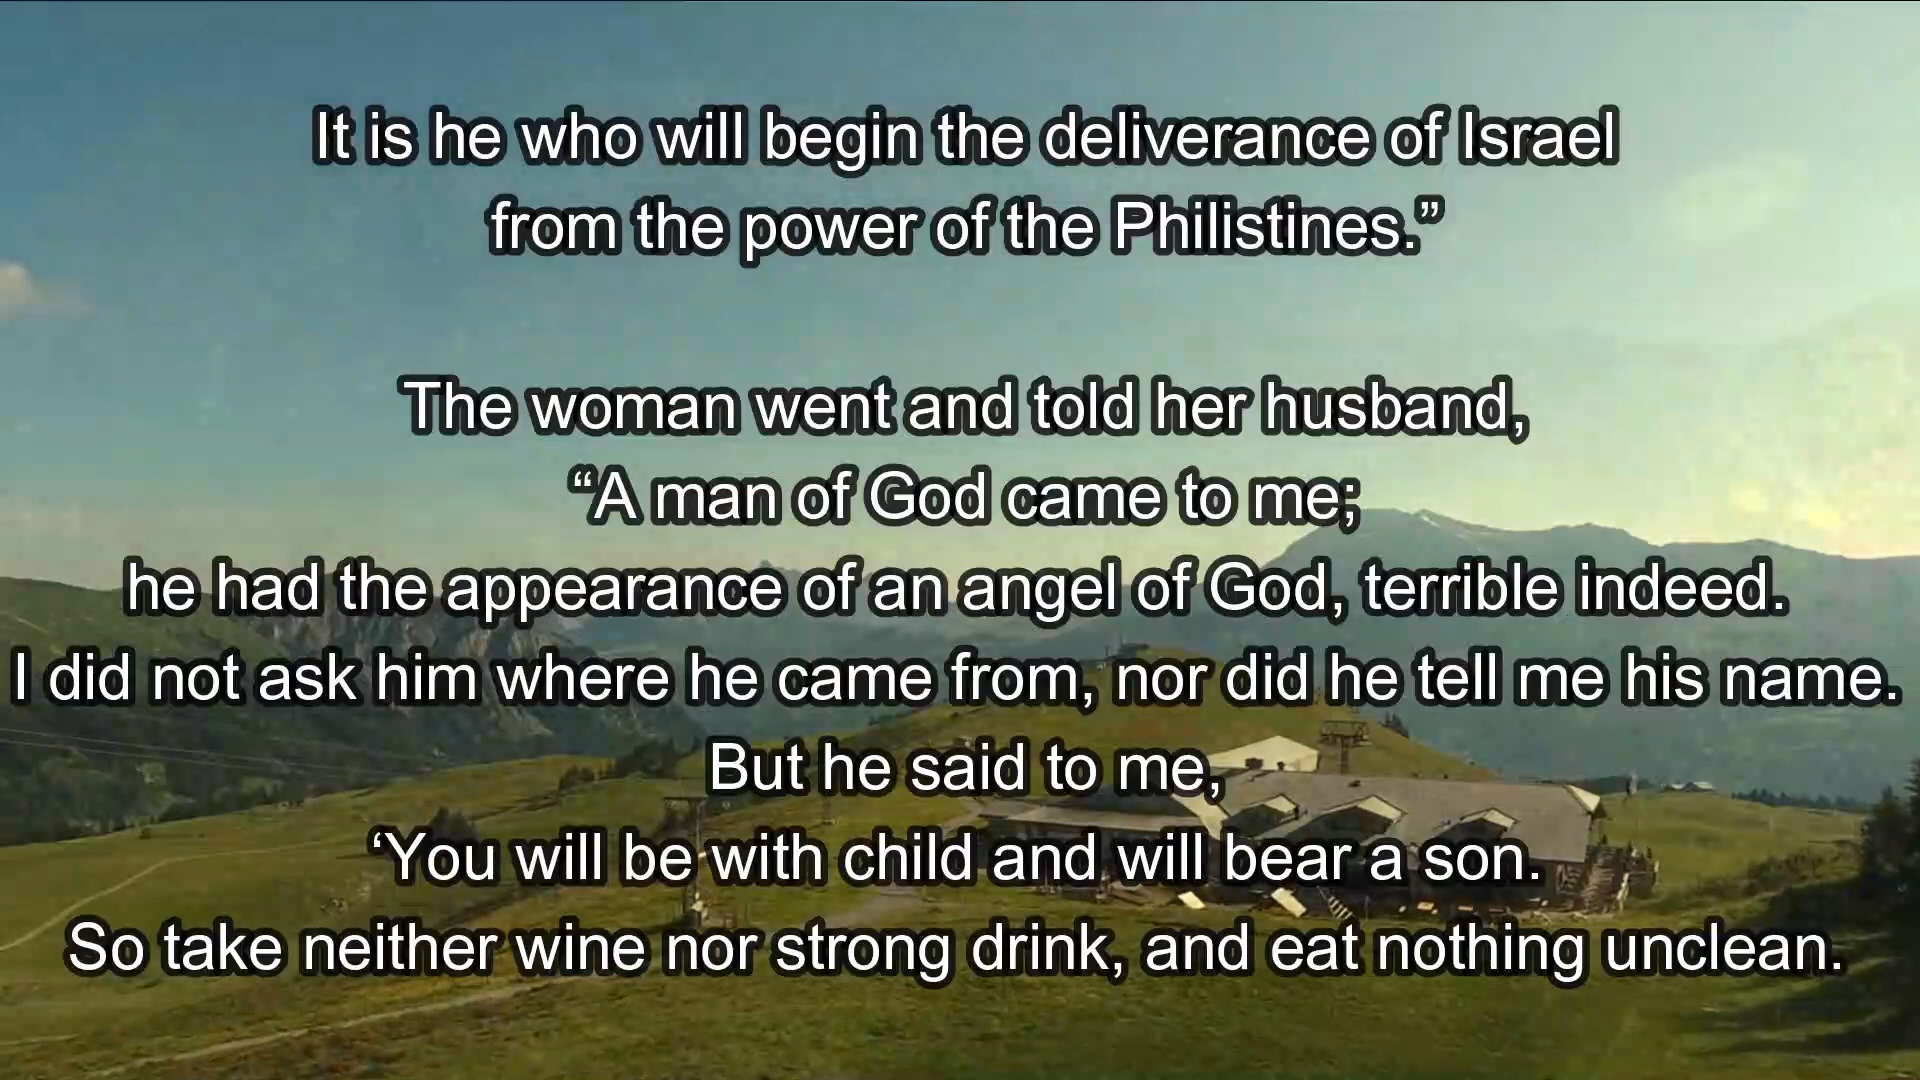 It is he who will begin the deliverance of Israel
from the power of the Philistines.”
The woman went and told her husband,
“A man of God came to me;
he had the appearance of an angel of God, terrible indeed.
I did not ask him where he came from, nor did he tell me his name.
But he said to me,
‘You will be with child and will bear a son.
So take neither wine nor strong drink, and eat nothing unclean.